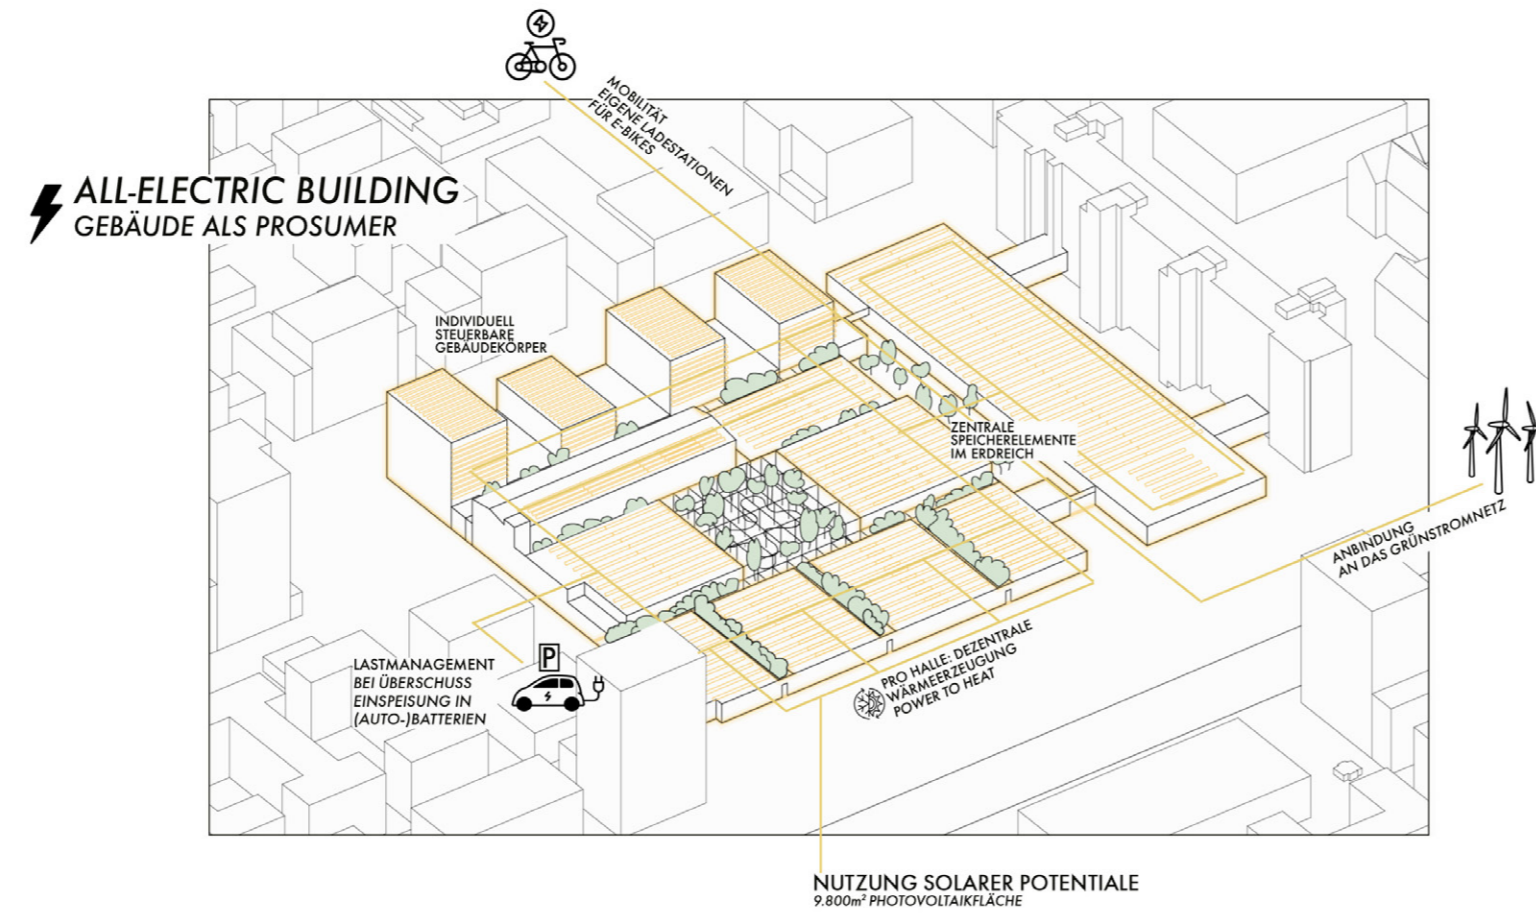 MOBILITÄT
EIGENE LADESTATIONEN
FÜR E-BIKES
ALL-ELECTRIC BUILDING
GEBÄUDE ALS PROSUMER
INDIVIDUELL
STEUERBARE
GEBÄUDEKÖRPER
ZENTRALE
SPEICHERELEMENTE
IM ERDREICH
ANBINDUNG
AN DAS GRÜNSTROMNETZ
P
LASTMANAGEMENT
BEI ÜBERSCHUSS
EINSPEISUNG IN
(AUTO-)BATTERIEN
PRO HALLE: DEZENTRALE
WÄRMEERZEUGUNG
POWER TO HEAT
NUTZUNG SOLARER POTENTIALE
9.800m² PHOTOVOLTAIKFLÄCHE